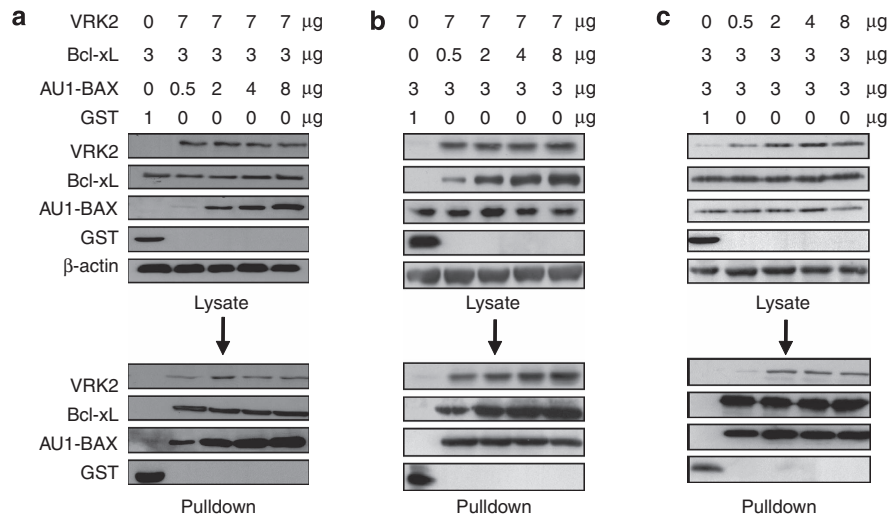 a
VRK2 0 7 7 7 7 μg
Bcl-xL 3 3 3 3 3 μg
AU1-BAX 0 0.5 2 4 8 μg
GST 1 0 0 0 0 μg
VRK2
Bcl-xL
AU1-BAX
GST
β-actin
Lysate
VRK2
Bcl-xL
AU1-BAX
GST
Pulldown
b
0 7 7 7 7 μg
0 0.5 2 4 8 μg
3 3 3 3 3 μg
1 0 0 0 0 μg
Lysate
Pulldown
c
0 0.5 2 4 8 μg
3 3 3 3 3 μg
3 3 3 3 3 μg
1 0 0 0 0 μg
Lysate
Pulldown